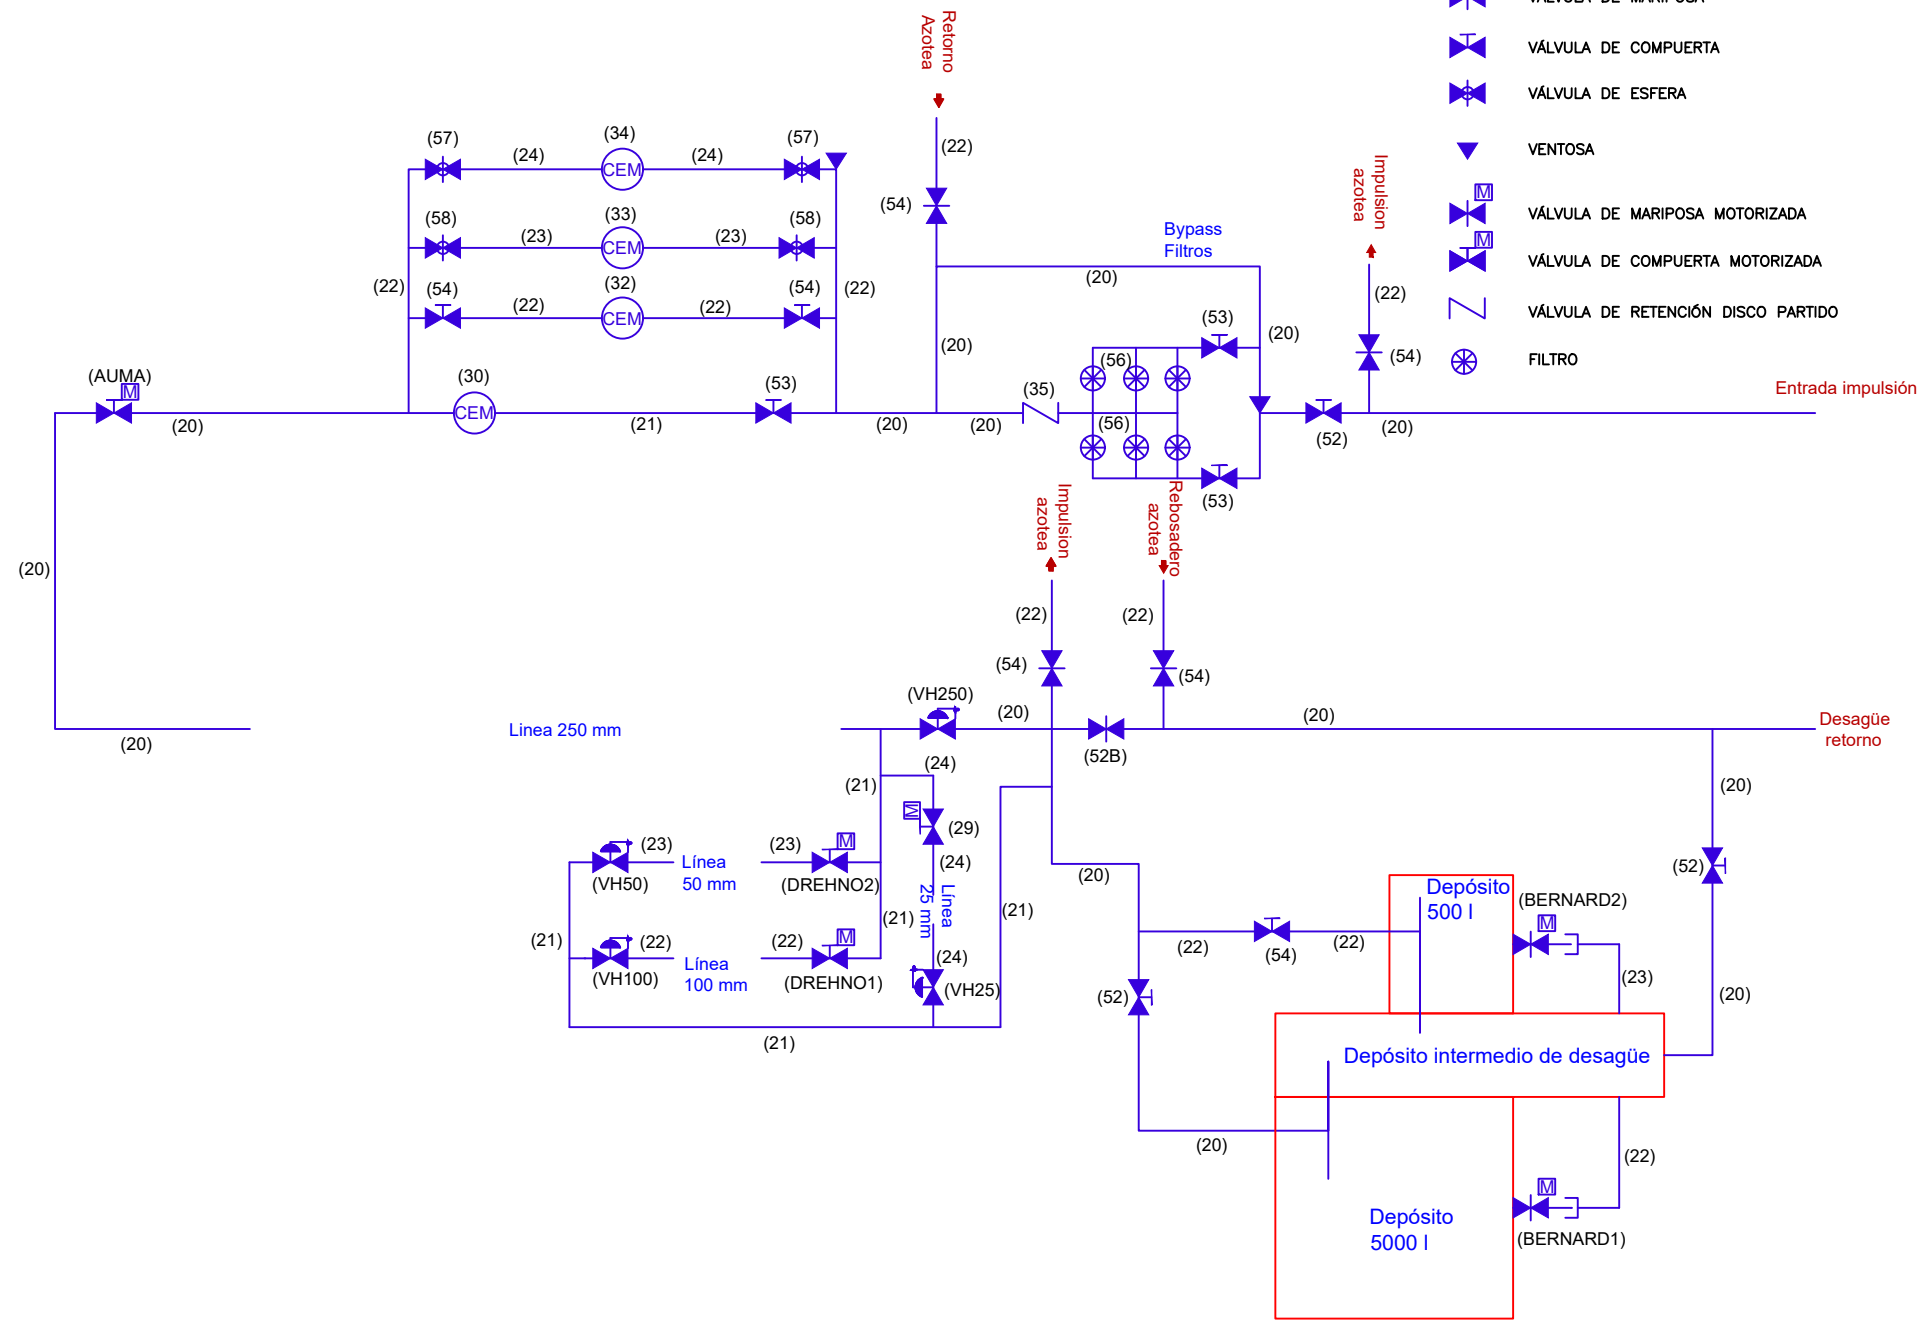 VÁLVULA DE MARIPOSA
VÁLVULA DE COMPUERTA
VÁLVULA DE ESFERA
VENTOSA
M
VÁLVULA DE MARIPOSA MOTORIZADA
M
VÁLVULA DE COMPUERTA MOTORIZADA
VÁLVULA DE RETENCIÓN DISCO PARTIDO
FILTRO
Retorno
Azotea
(22)
(54)
(57)
(24)
(34)
CEM
(24)
(57)
(58)
(23)
(33)
CEM
(23)
(58)
(22)
(54)
(22)
(32)
CEM
(22)
(54)
(22)
Bypass
Filtros
(20)
(20)
(53)
(20)
Impulsion
azotea
(22)
(54)
Entrada impulsión
(AUMA)
M
(20)
(30)
CEM
(21)
(53)
(20)
(20)
(35)
(56)
(56)
(53)
(52)
(20)
(20)
(20)
Linea 250 mm
Impulsion
azotea
(22)
(54)
Rebosadero
azotea
(22)
(54)
(VH250)
(20)
(52B)
(20)
Desagüe
retorno
(24)
(21)
M
(29)
(24)
Línea
25 mm
(24)
(VH25)
(23)
(VH50)
Línea
50 mm
(23)
M
(DREHNO2)
(21)
(21)
(22)
(VH100)
Línea
100 mm
(22)
M
(DREHNO1)
(21)
(21)
(20)
(22)
(54)
(22)
(52)
(20)
Depósito
500 l
(BERNARD2)
M
(23)
(20)
(52)
(20)
Depósito intermedio de desagüe
(22)
Depósito
5000 l
M
(BERNARD1)